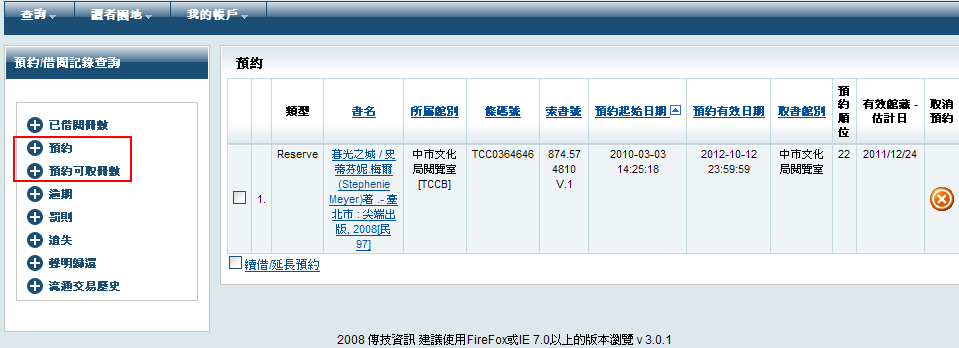 查詢 讀者園地 我的帳戶
預約/借閱記錄查詢
已借閱冊數
預約
預約可取冊數
逾期
罰則
遺失
聲明歸還
流通交易歷史
預約
類型 書名 所屬館別 條碼號 索書號 預約起始日期 預約有效日期 取書館別 預約順位 有效館藏 - 估計日 取消預約
1.
Reserve
暮光之城 / 史
蒂芬妮.梅爾
(Stephenie
Meyer)著 .- 臺
北市 : 尖端出
版, 2008[民
97]
中市文化
局閱覽室
[TCCB]
TCC0364646
874.57
4810
V.1
2010-03-03
14:25:18
2012-10-12
23:59:59
中市文化
局閱覽室
22
2011/12/24
續借/延長預約
2008 傳技資訊 建議使用FireFox或IE 7.0以上的版本瀏覽 v 3.0.1